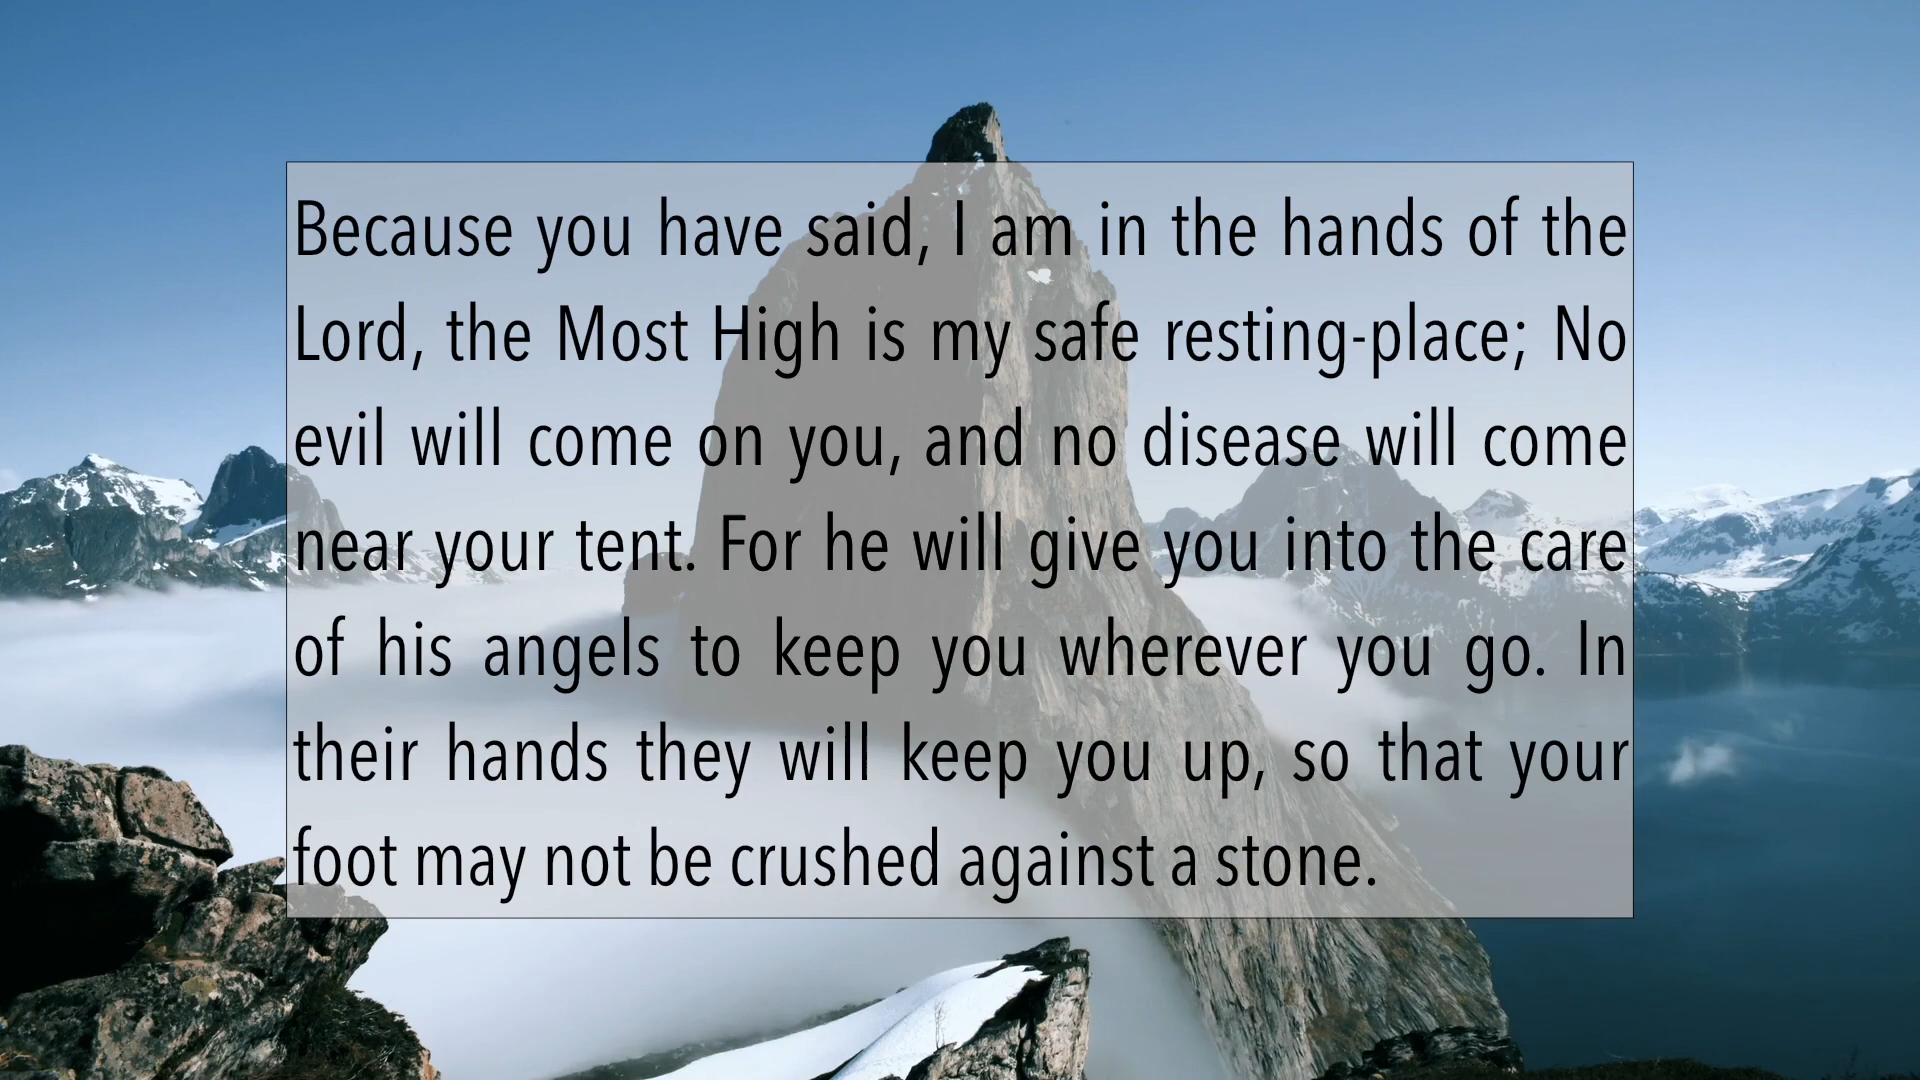 Because you have said, I am in the hands of the
Lord, the Most High is my safe resting-place; No
evil will come on you, and no disease will come
near your tent. For he will give you into the care
of his angels to keep you wherever you go. In
their hands they will keep you up, so that your
foot may not be crushed against a stone.